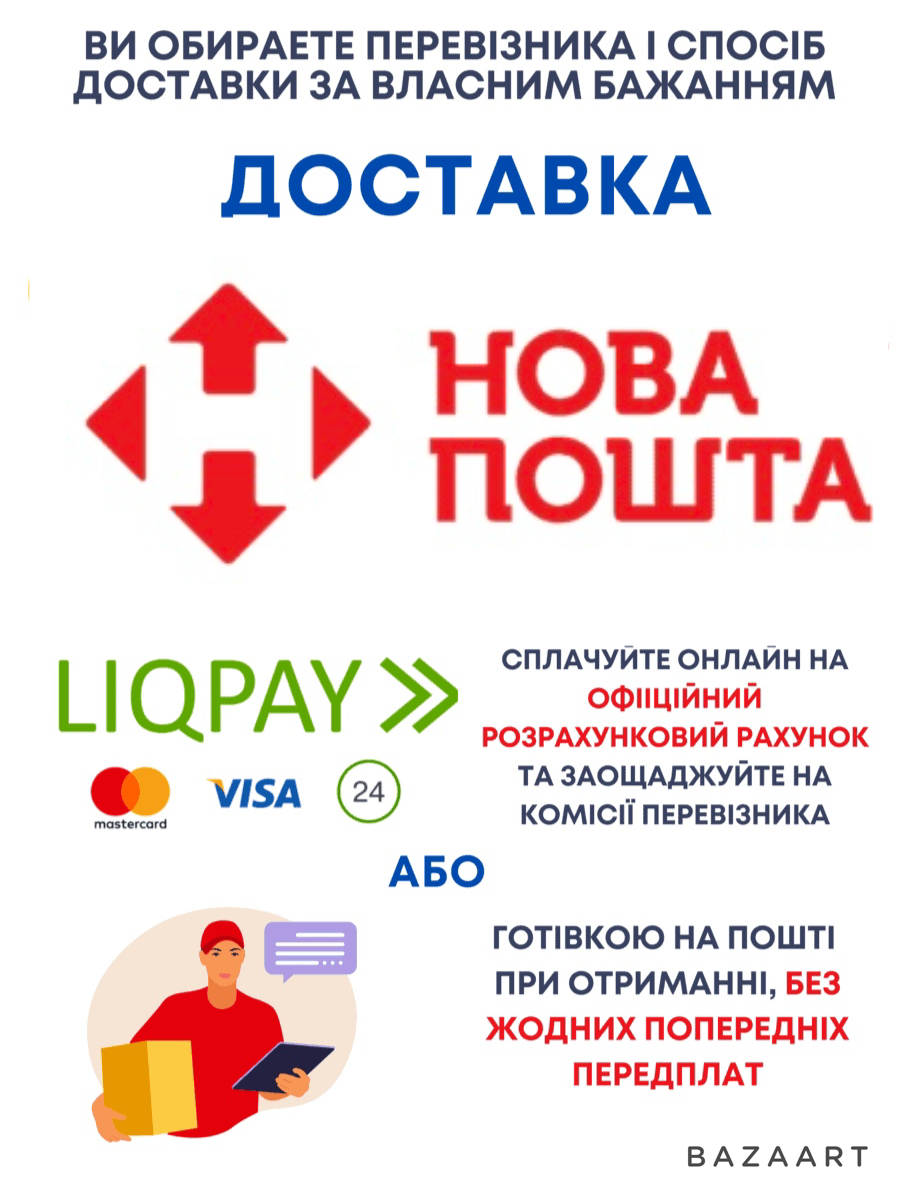 ВИ ОБИРАЕТЕ ПЕРЕВІЗНИКА І СПОСІБ
ДОСТАВКИ ЗА ВЛАСНИМ БАЖАННЯМ
ДОСТАВКА
НОВА
ПОШТА
LIQPAY
mastercard
VISA
24
СПЛАЧУЙТЕ ОНЛАЙН НА
ОФІІЦІЙНИЙ
РОЗРАХУНКОВИЙ РАХУНОК
ТА ЗАОЩАДЖУЙТЕ НА
КОМІСІЇ ПЕРЕВІЗНИКА
АБО
ГОТІВКОЮ НА ПОШТІ
ПРИ ОТРИМАННІ, БЕЗ
ЖОДНИХ ПОПЕРЕДНІХ
ПЕРЕДПЛАТ
BAZAART